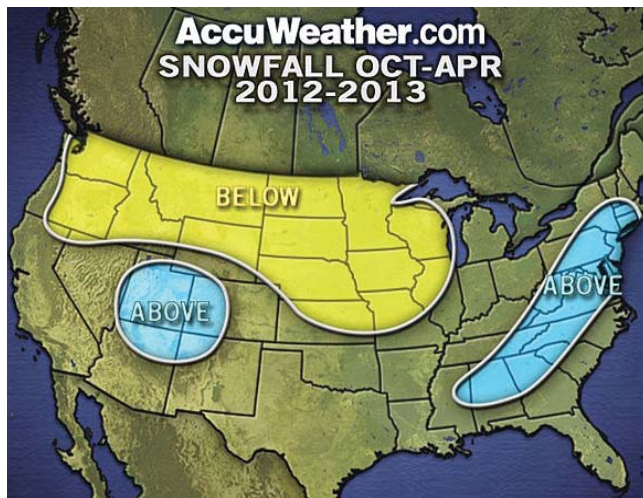 AccuWeather.com
SNOWFALL OCT-APR
2012-2013
BELOW
ABOVE
ABOVE